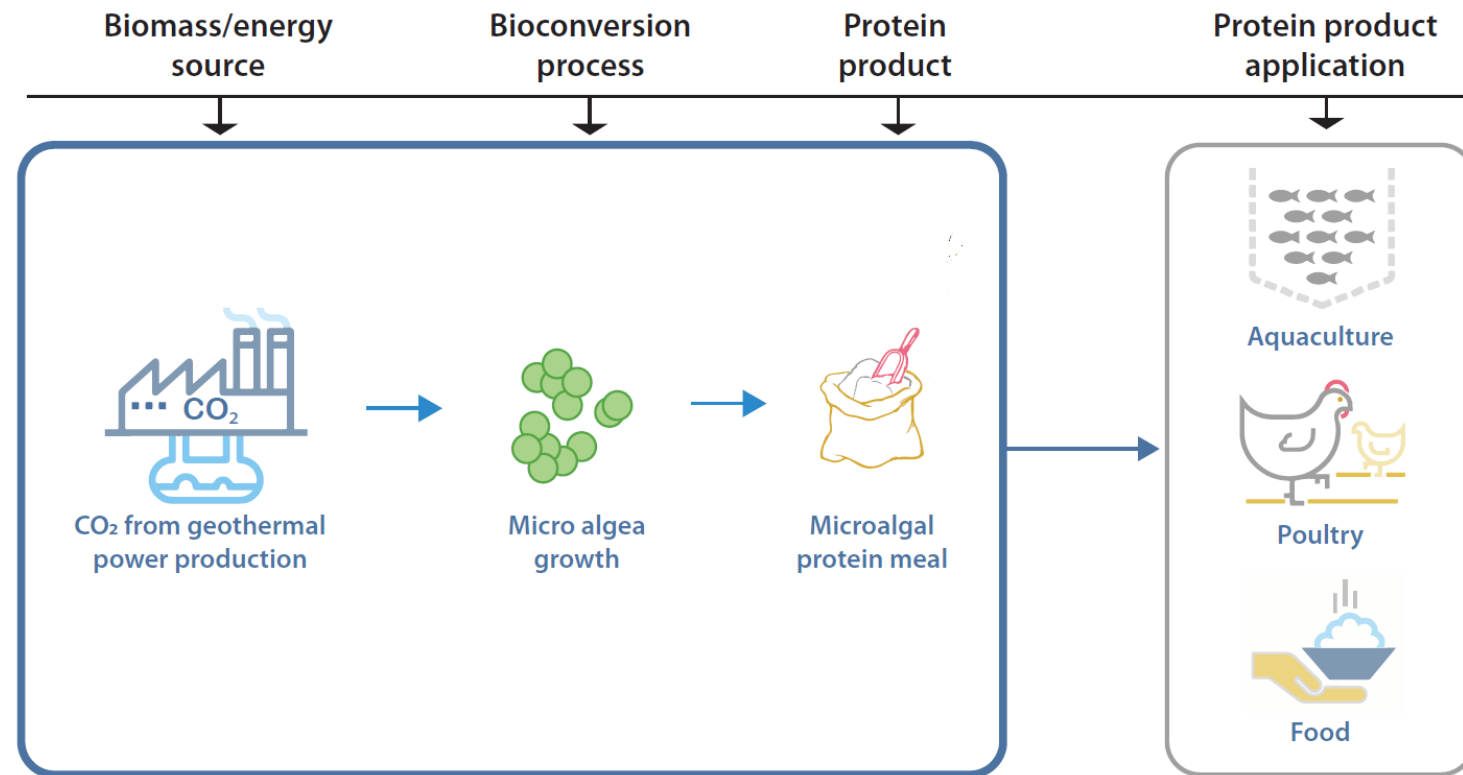 Biomass/energy
source
Bioconversion
process
Protein
product
Protein product
application
CO₂
CO₂ from geothermal
power production
Micro algea
growth
Microalgal
protein meal
Aquaculture
Poultry
Food